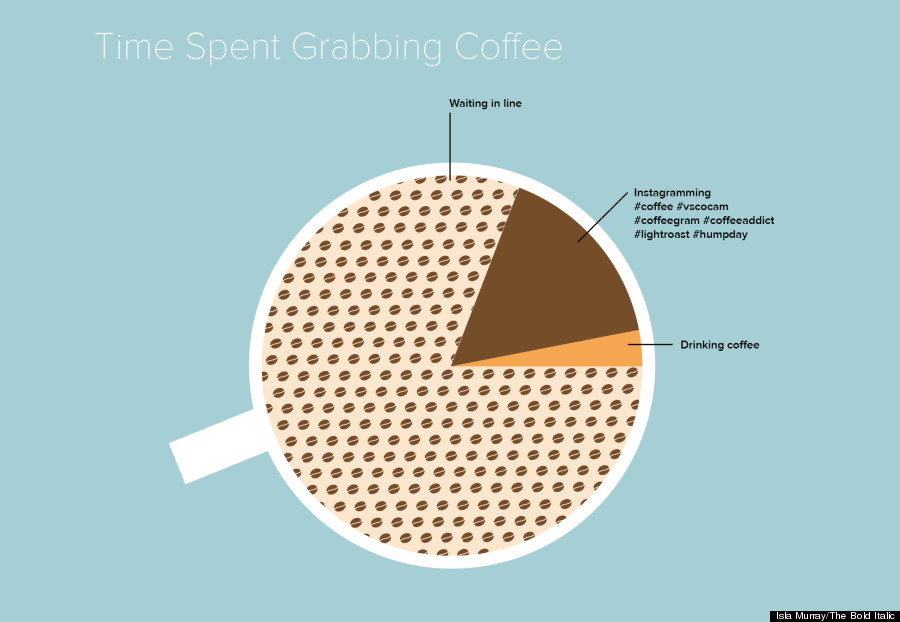 Time Spent Grabbing Coffee
Waiting in line
Instagramming
#coffee #vscocam
#coffeegram #coffeeaddict
#lightroast #humpday
Drinking coffee
Isla Murray/The Bold Italic